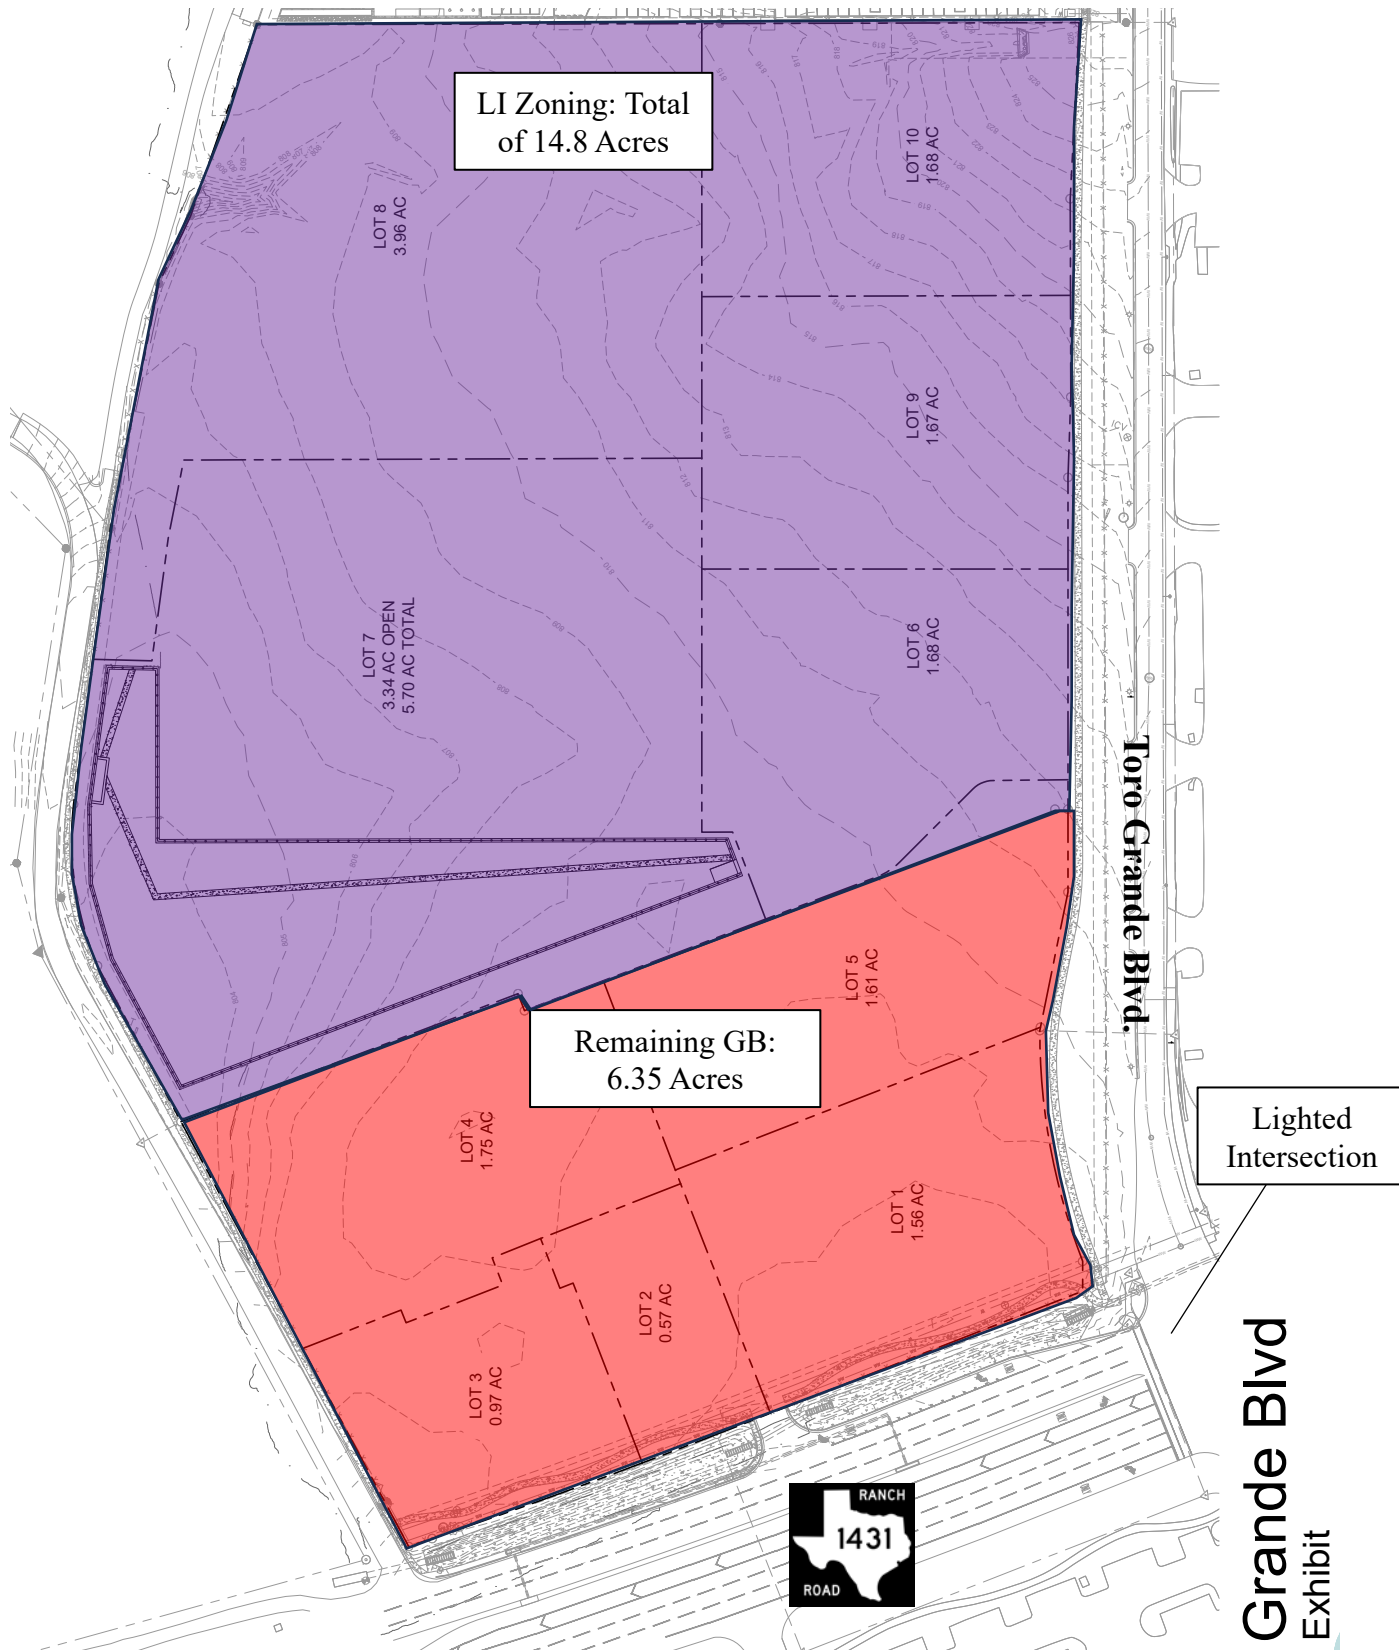 LI Zoning: Total
of 14.8 Acres
LOT 10
1.68 AC
LOT 8
3.96 AC
LOT 9
1.67 AC
LOT 7
3.34 AC OPEN
5.70 AC TOTAL
LOT 6
1.68 AC
Toro Grande Blvd.
LOT 5
1.61 AC
Remaining GB:
6.35 Acres
LOT 4
1.75 AC
Lighted
Intersection
LOT 1
1.56 AC
LOT 2
0.57 AC
LOT 3
0.97 AC
RANCH
1431
ROAD
Grande Blvd
Exhibit